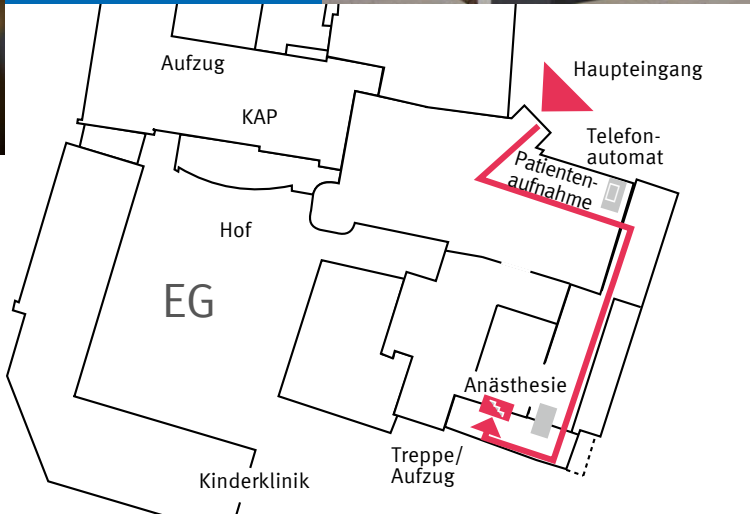 Aufzug
Haupteingang
KAP
Telefon-
automat
Patienten-
aufnahme
Hof
EG
Anästhesie
Treppe/
Aufzug
Kinderklinik